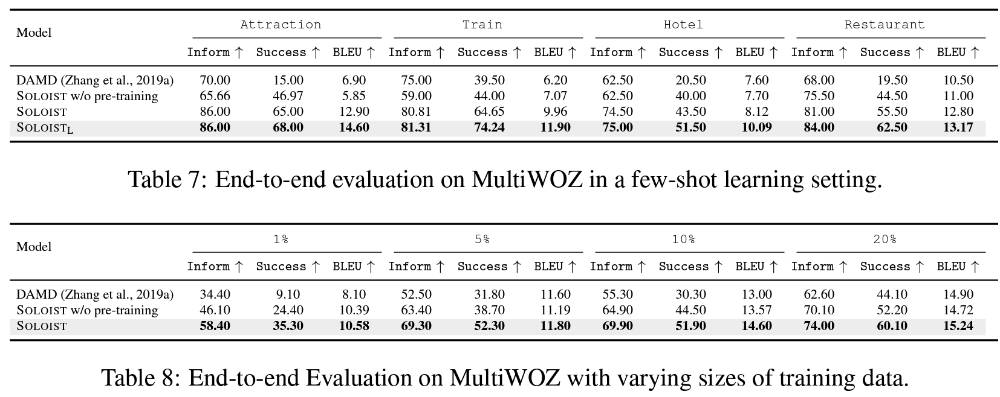 Model Attraction Train Hotel Restaurant
Inform ↑ Success ↑ BLEU ↑ Inform ↑ Success ↑ BLEU ↑ Inform ↑ Success ↑ BLEU ↑ Inform ↑ Success ↑ BLEU ↑
DAMD (Zhang et al., 2019a) 70.00 15.00 6.90 75.00 39.50 6.20 62.50 20.50 7.60 68.00 19.50 10.50
SOLOIST w/o pre-training 65.66 46.97 5.85 59.00 44.00 7.07 62.50 40.00 7.70 75.50 44.50 11.00
SOLOIST 86.00 65.00 12.90 80.81 64.65 9.96 74.50 43.50 8.12 81.00 55.50 12.80
SOLOISTL 86.00 68.00 14.60 81.31 74.24 11.90 75.00 51.50 10.09 84.00 62.50 13.17
Table 7: End-to-end evaluation on MultiWOZ in a few-shot learning setting.
Model 1% 5% 10% 20%
Inform ↑ Success ↑ BLEU ↑ Inform ↑ Success ↑ BLEU ↑ Inform ↑ Success ↑ BLEU ↑ Inform ↑ Success ↑ BLEU ↑
DAMD (Zhang et al., 2019a) 34.40 9.10 8.10 52.50 31.80 11.60 55.30 30.30 13.00 62.60 44.10 14.90
SOLOIST w/o pre-training 46.10 24.40 10.39 63.40 38.70 11.19 64.90 44.50 13.57 70.10 52.20 14.72
SOLOIST 58.40 35.30 10.58 69.30 52.30 11.80 69.90 51.90 14.60 74.00 60.10 15.24
Table 8: End-to-end Evaluation on MultiWOZ with varying sizes of training data.